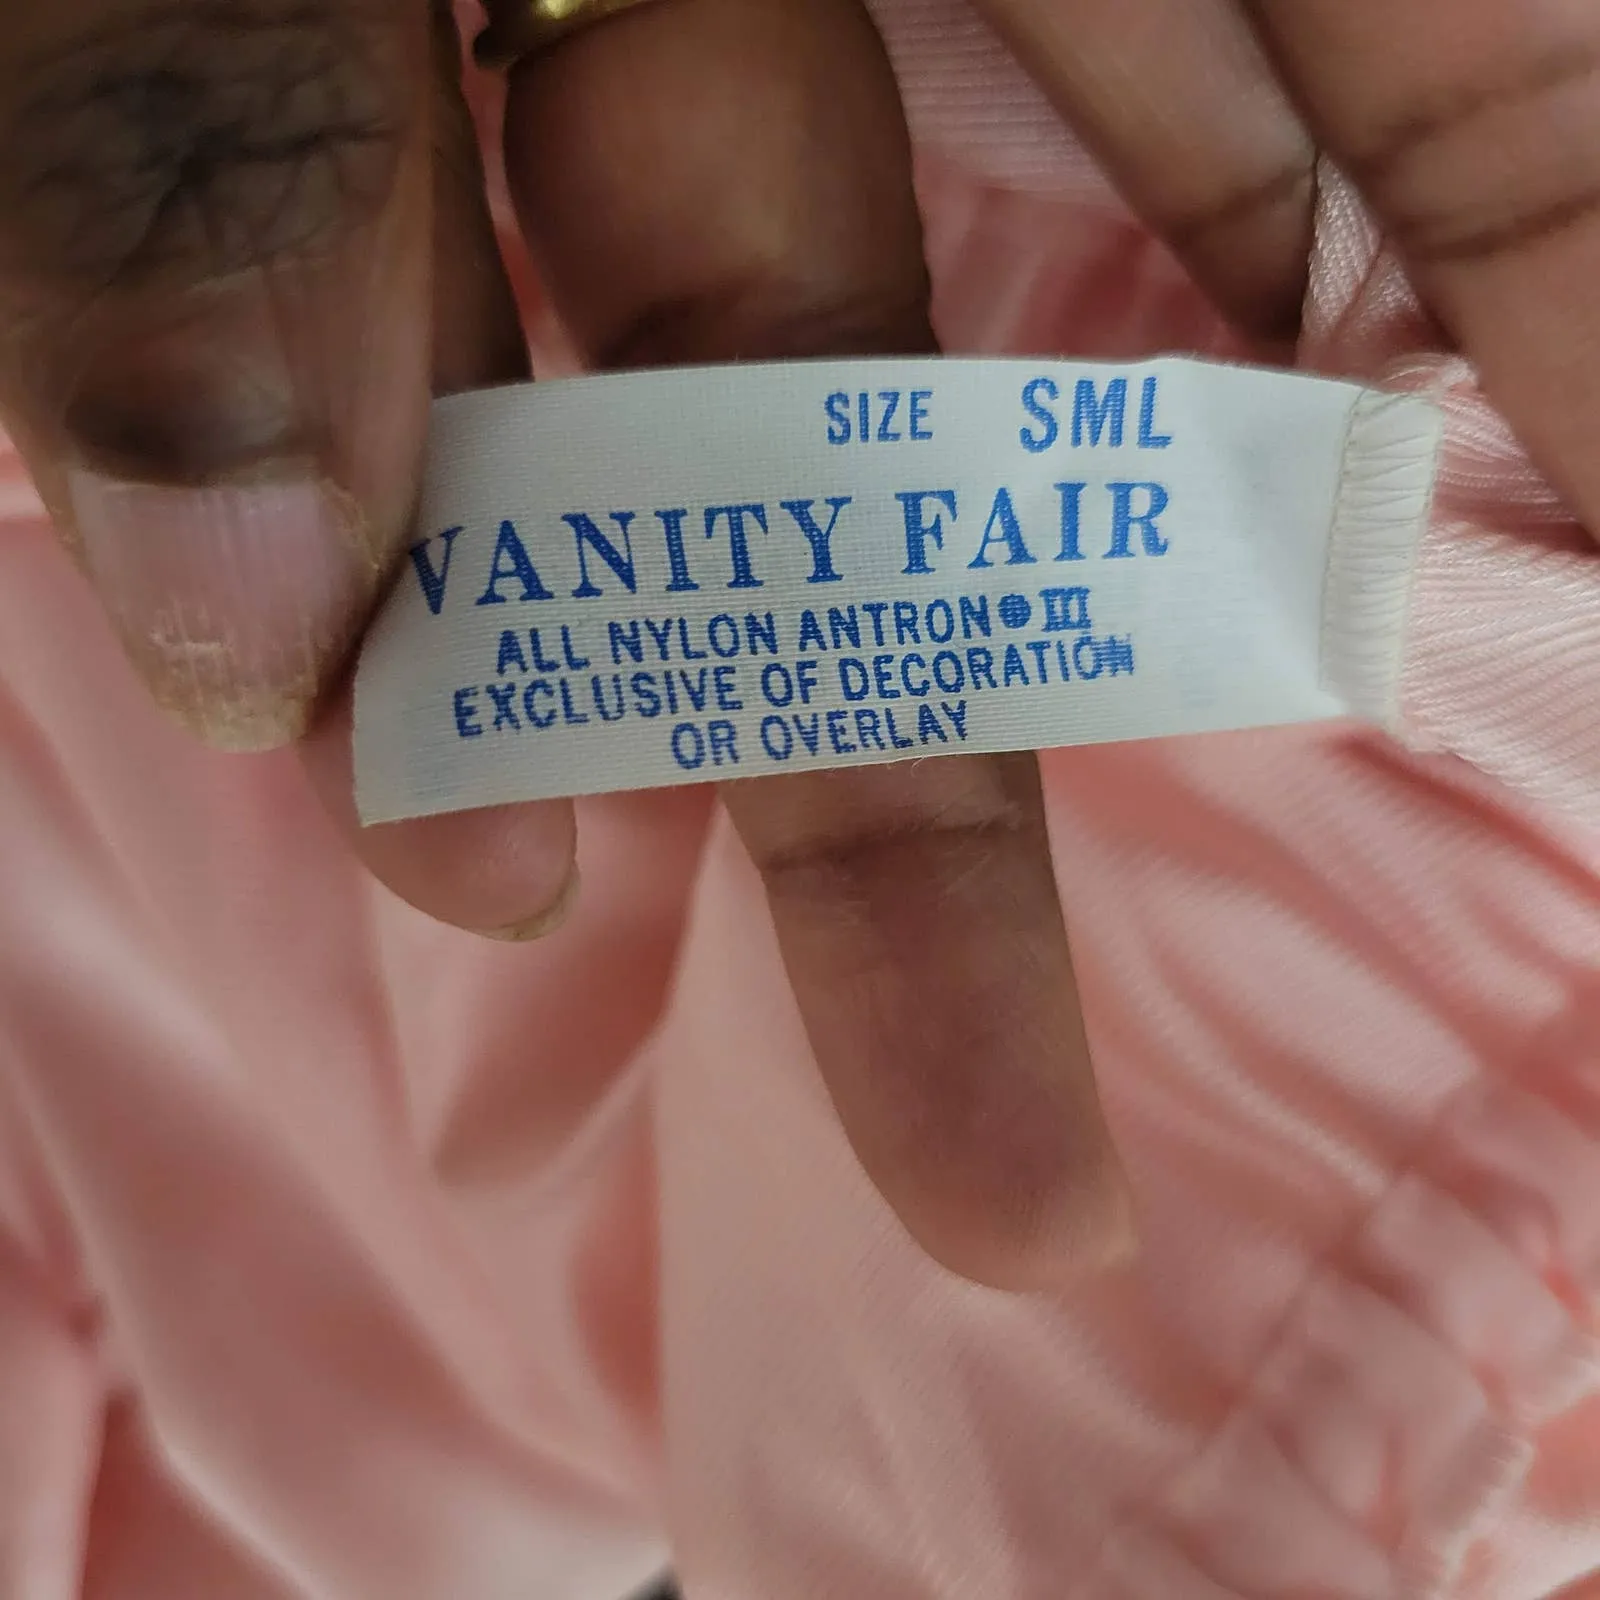 SIZE SML
VANITY FAIR
ALL NYLON ANTRON® III
EXCLUSIVE OF DECORATION
OR OVERLAY